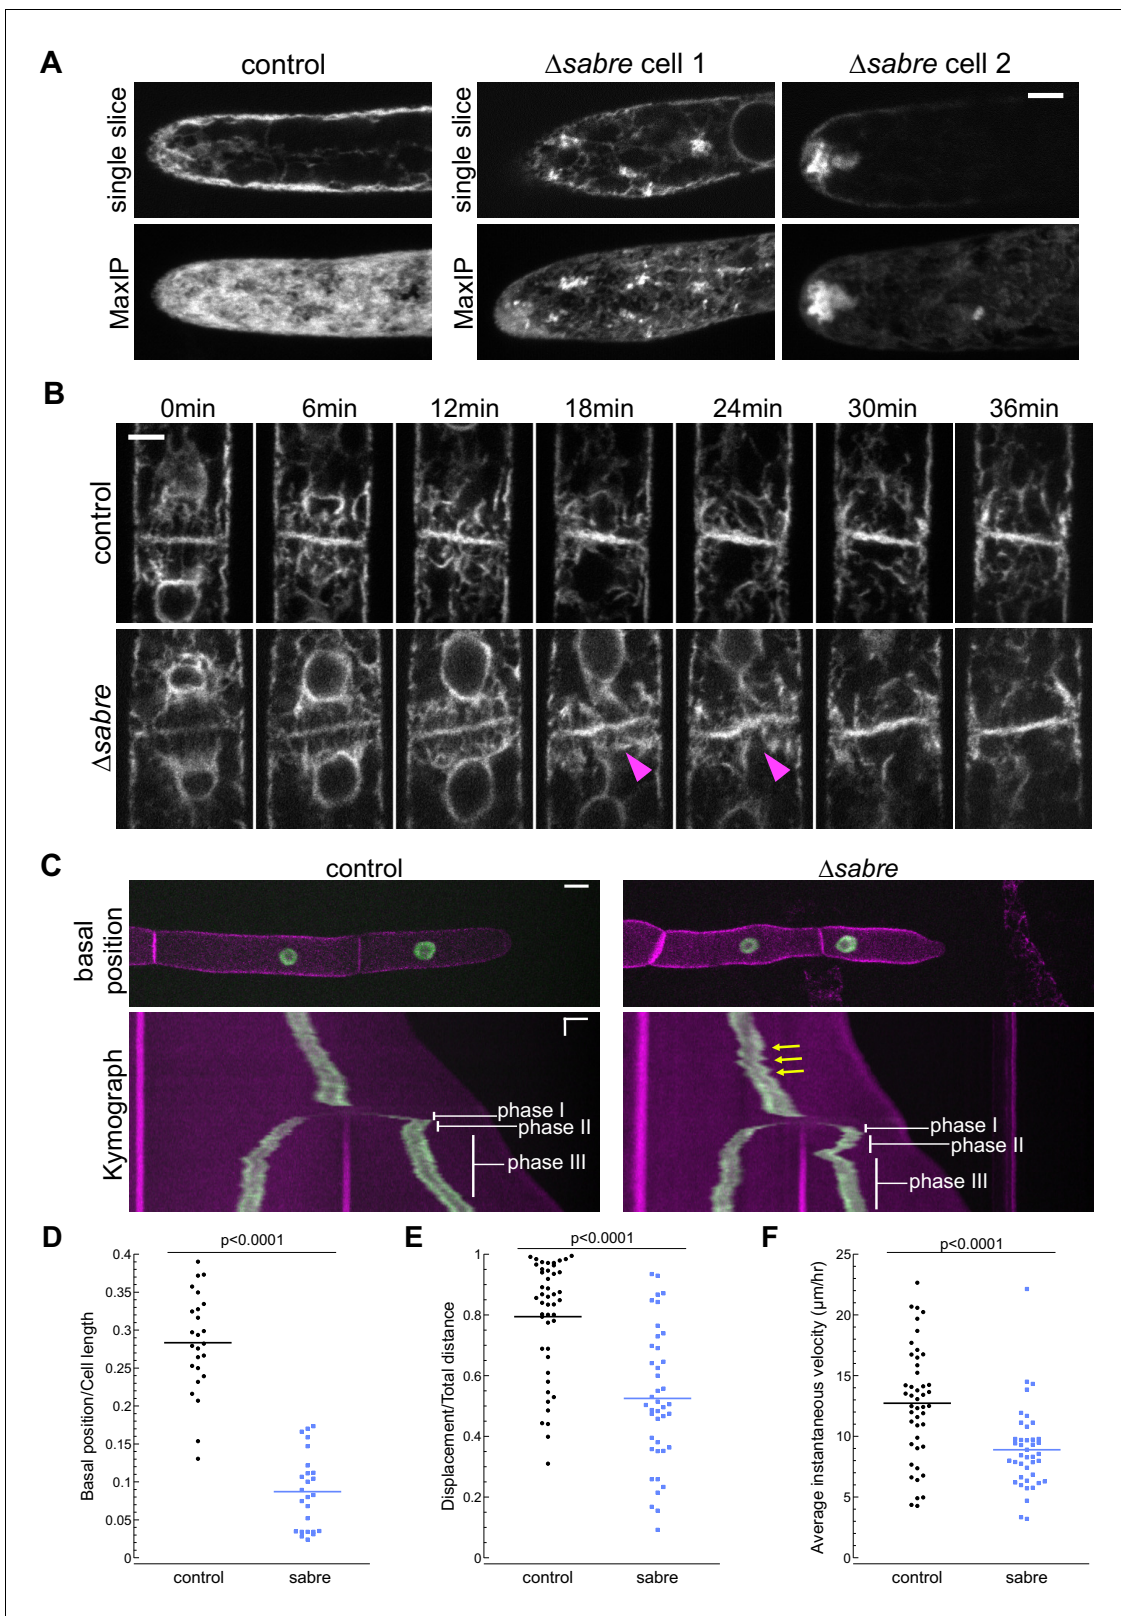 A
control
Δsabre cell 1
Δsabre cell 2
single slice
single slice
MaxIP
MaxIP
B
0min 6min 12min 18min 24min 30min 36min
control
Δsabre
C
control
Δsabre
basal
position
Kymograph
phase I
phase II
phase III
phase I
phase II
phase III
D
p<0.0001
Basal position/Cell length
0.4
0.3
0.25
0.2
0.15
0.1
0.05
0
control sabre
E
p<0.0001
Displacement/Total distance
1
0.8
0.6
0.4
0.2
0
control sabre
F
p<0.0001
Average instantaneous velocity (μm/hr)
25
20
15
10
5
0
control sabre